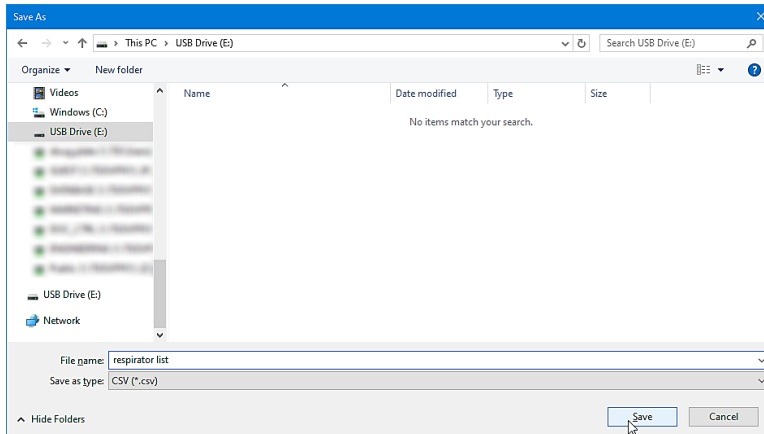 Save As
This PC > USB Drive (E:)
Search USB Drive (E:)
Organize
New folder
?
Videos
Windows (C:)
USB Drive (E:)
USB Drive (E:)
Network
Name
Date modified
Type
Size
No items match your search.
File name: respirator list
Save as type: CSV (*.csv)
Hide Folders
Save
Cancel